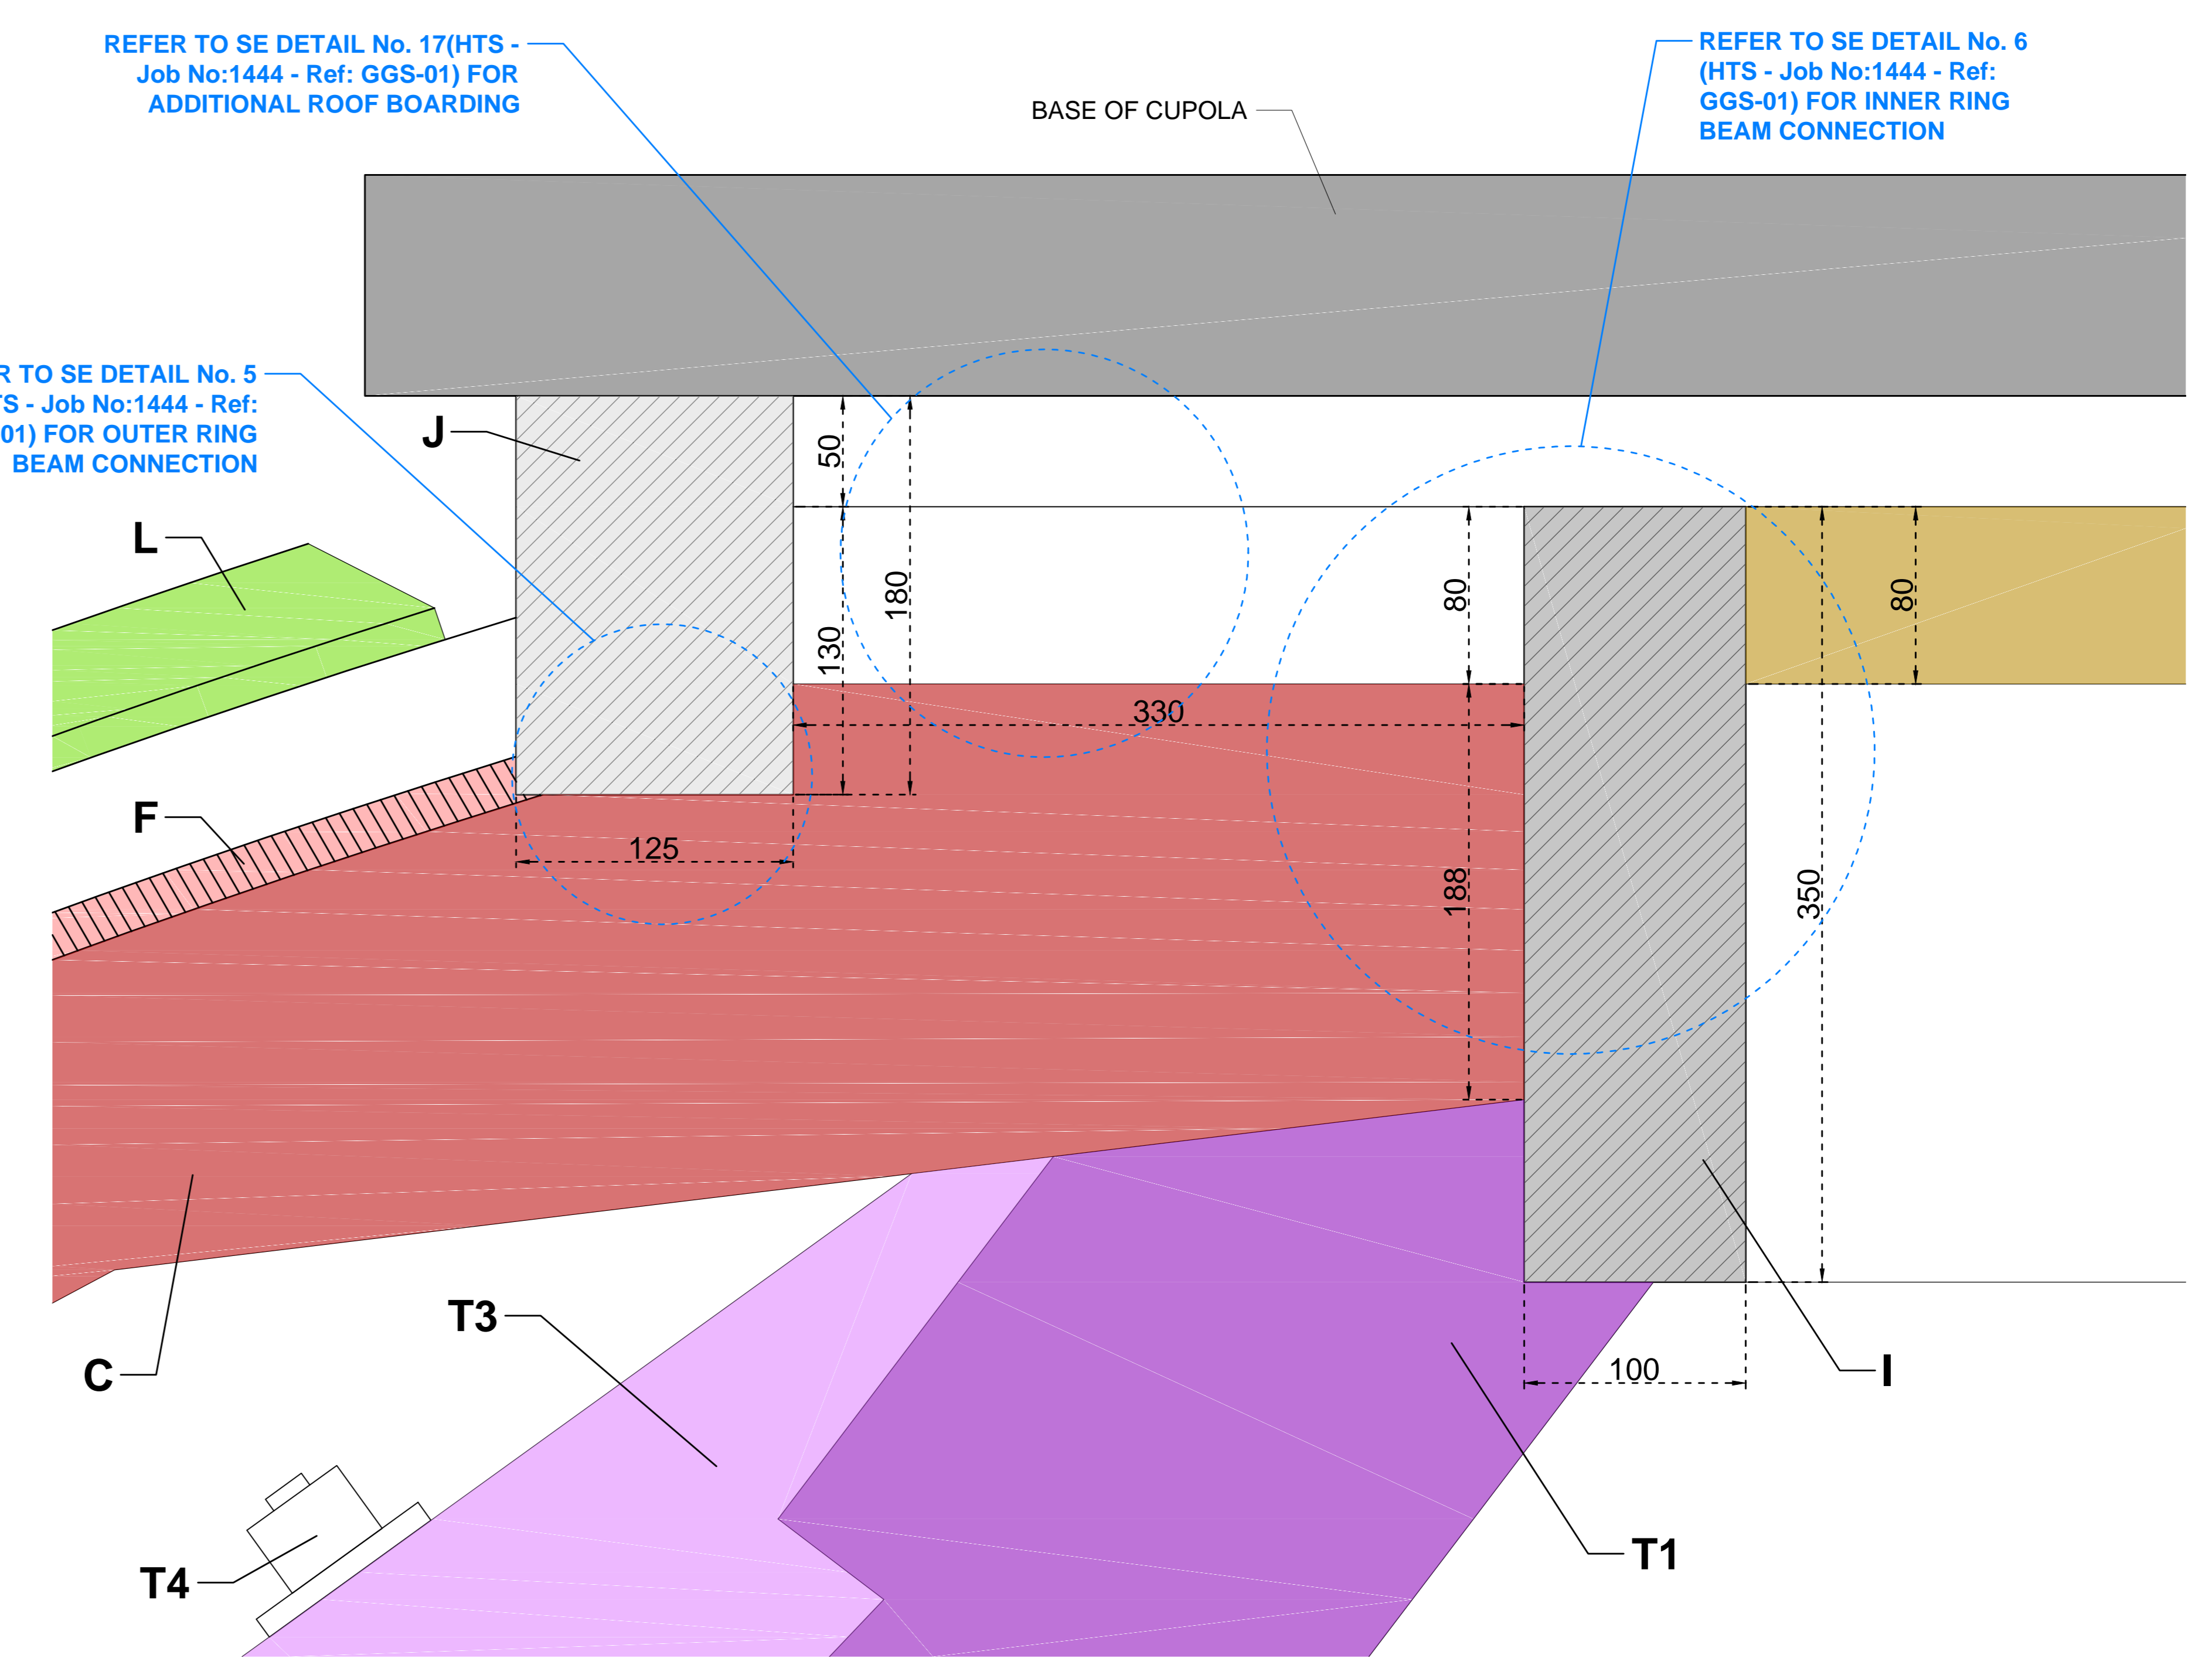 REFER TO SE DETAIL No. 17(HTS -
Job No:1444 - Ref: GGS-01) FOR
ADDITIONAL ROOF BOARDING
BASE OF CUPOLA
REFER TO SE DETAIL No. 6
(HTS - Job No:1444 - Ref:
GGS-01) FOR INNER RING
BEAM CONNECTION
TO SE DETAIL No. 5
- Job No:1444 - Ref:
FOR OUTER RING
BEAM CONNECTION
J
50
L
180
130
80
80
330
F
125
188
350
T3
C
100
I
T4
T1